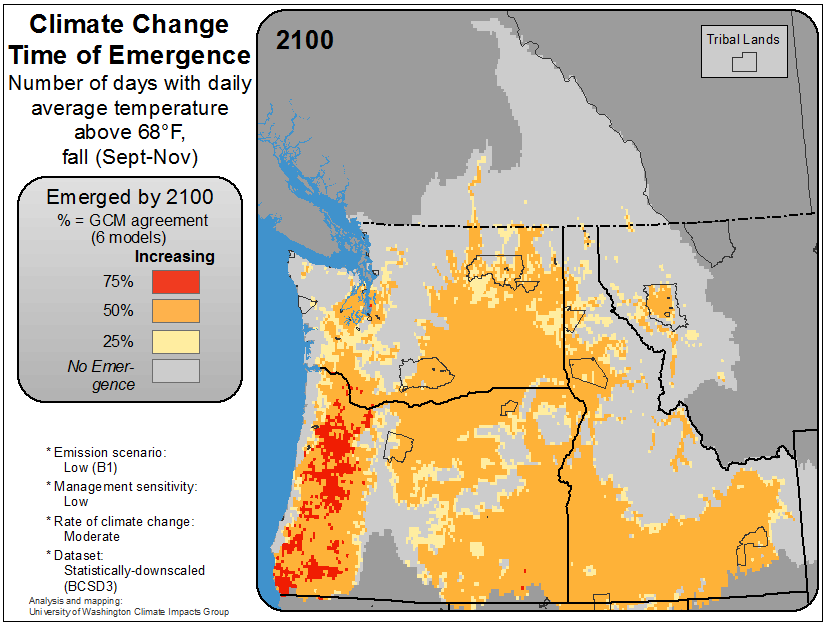 Climate Change
Time of Emergence
Number of days with daily
average temperature
above 68°F,
fall (Sept-Nov)
Emerged by 2100
% = GCM agreement
(6 models)
Increasing
75%
50%
25%
No Emer-
gence
* Emission scenario:
Low (B1)
* Management sensitivity:
Low
* Rate of climate change:
Moderate
* Dataset:
Statistically-downscaled
(BCSD3)
Analysis and mapping:
University of Washington Climate Impacts Group
2100
Tribal Lands